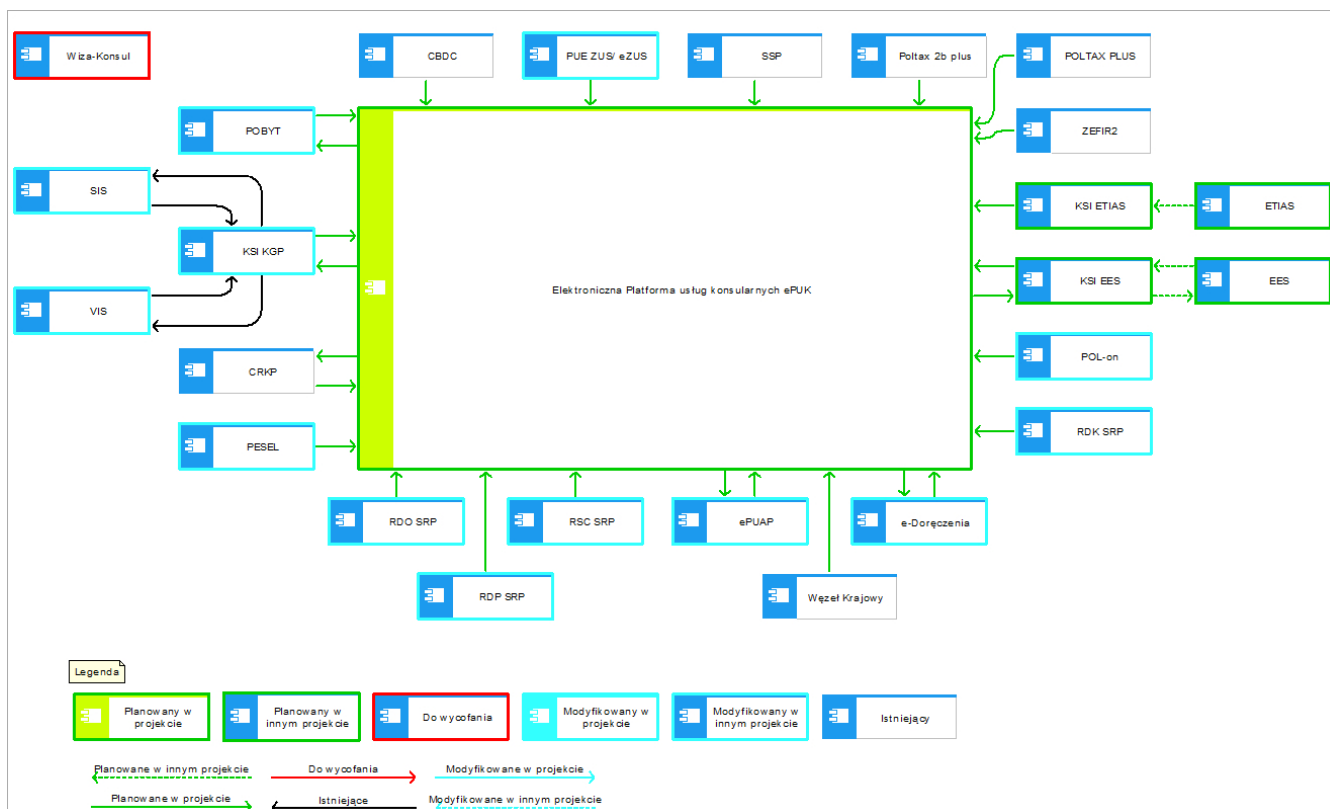 Wiza-Konsul
CBDC
PUE ZUS/ eZUS
SSP
Poltax 2b plus
POLTAX PLUS
POBYT
ZEFIR2
SIS
KSI ETIAS
ETIAS
KSI KGP
KSI EES
EES
Elektroniczna Platforma usług konsularnych ePUK
VIS
POL-on
CRKP
RDK SRP
PESEL
RDO SRP
RSC SRP
ePUAP
e-Doręczenia
RDP SRP
Węzeł Krajowy
Legenda
Planowany w
projekcie
Planowany w
innym projekcie
Do wycofania
Modyfikowany w
projekcie
Modyfikowany w
innym projekcie
Istniejący
Planowane w innym projekcie
Do wycofania
Modyfikowane w projekcie
Planowane w projekcie
Istniejące
Modyfikowane w innym projekcie